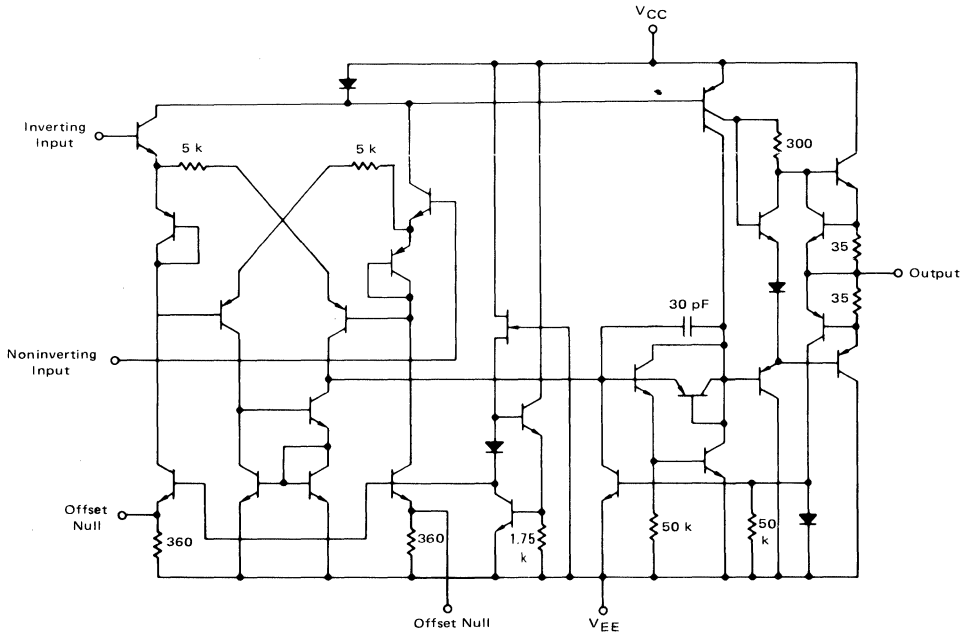 VCC
Inverting
Input
5 k
5 k
300
35
Output
35
30 pF
Noninverting
Input
Offset
Null
360
360
1.75
k
50 k
50
k
Offset Null
VEE